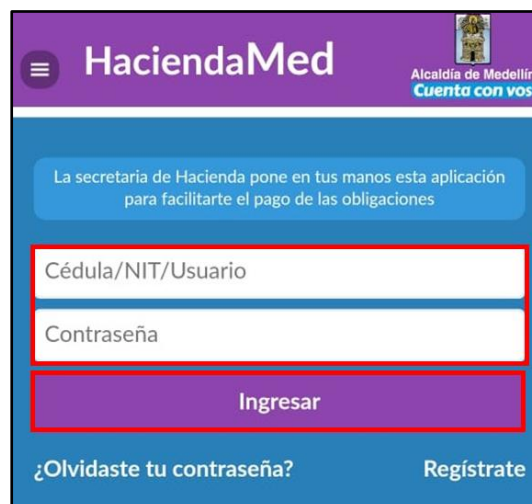 HaciendaMed
Alcaldía de Medellín
Cuenta con vos
La secretaria de Hacienda pone en tus manos esta aplicación
para facilitarte el pago de las obligaciones
Cédula/NIT/Usuario
Contraseña
Ingresar
¿Olvidaste tu contraseña? Regístrate